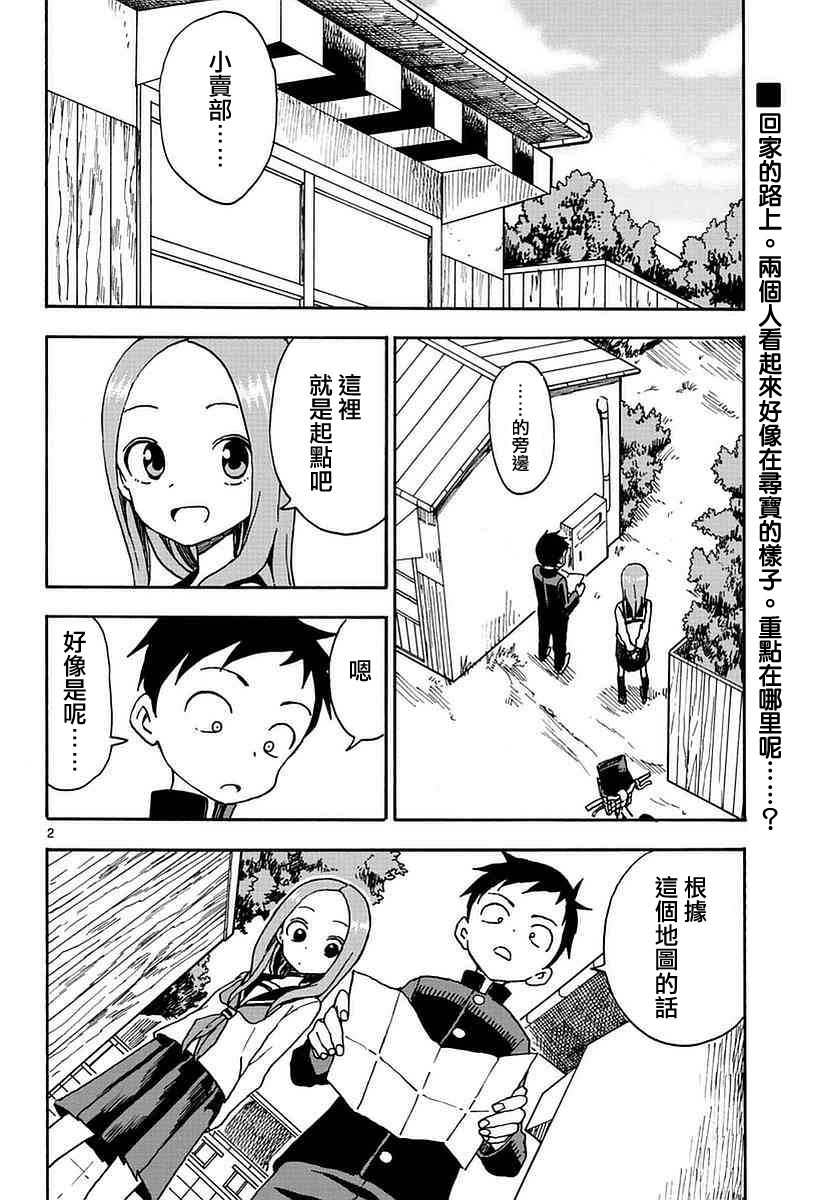 ■回家的路上。兩個人看起來好像在尋寶的樣子。重點在哪里呢……？
小賣部……
……的旁邊
這裡
就是起點吧
嗯
好像是呢……
2
根據
這個地圖的話